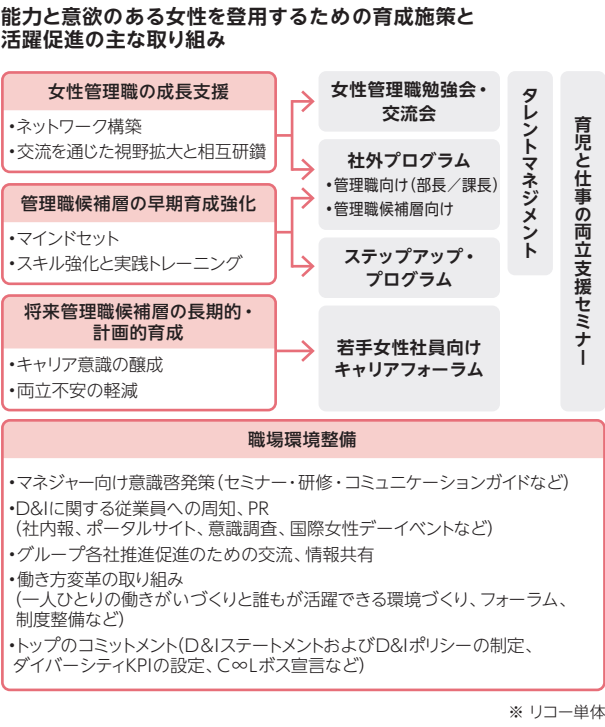 能力と意欲のある女性を登用するための育成施策と
活躍促進の主な取り組み
女性管理職の成長支援
•ネットワーク構築
•交流を通じた視野拡大と相互研鑽
管理職候補層の早期育成強化
•マインドセット
•スキル強化と実践トレーニング
将来管理職候補層の長期的・
計画的育成
•キャリア意識の醸成
•両立不安の軽減
女性管理職勉強会・
交流会
社外プログラム
•管理職向け(部長／課長)
•管理職候補層向け
ステップアップ・
プログラム
若手女性社員向け
キャリアフォーラム
タレントマネジメント
育児と仕事の両立支援セミナー
職場環境整備
•マネジャー向け意識啓発策(セミナー・研修・コミュニケーションガイドなど)
•D&Iに関する従業員への周知、PR
(社内報、ポータルサイト、意識調査、国際女性デーイベントなど)
•グループ各社推進促進のための交流、情報共有
•働き方変革の取り組み
(一人ひとりの働きがいづくりと誰もが活躍できる環境づくり、フォーラム、
制度整備など)
•トップのコミットメント(D&IステートメントおよびD&Iポリシーの制定、
ダイバーシティKPIの設定、C∞Lボス宣言など)
※ リコー単体